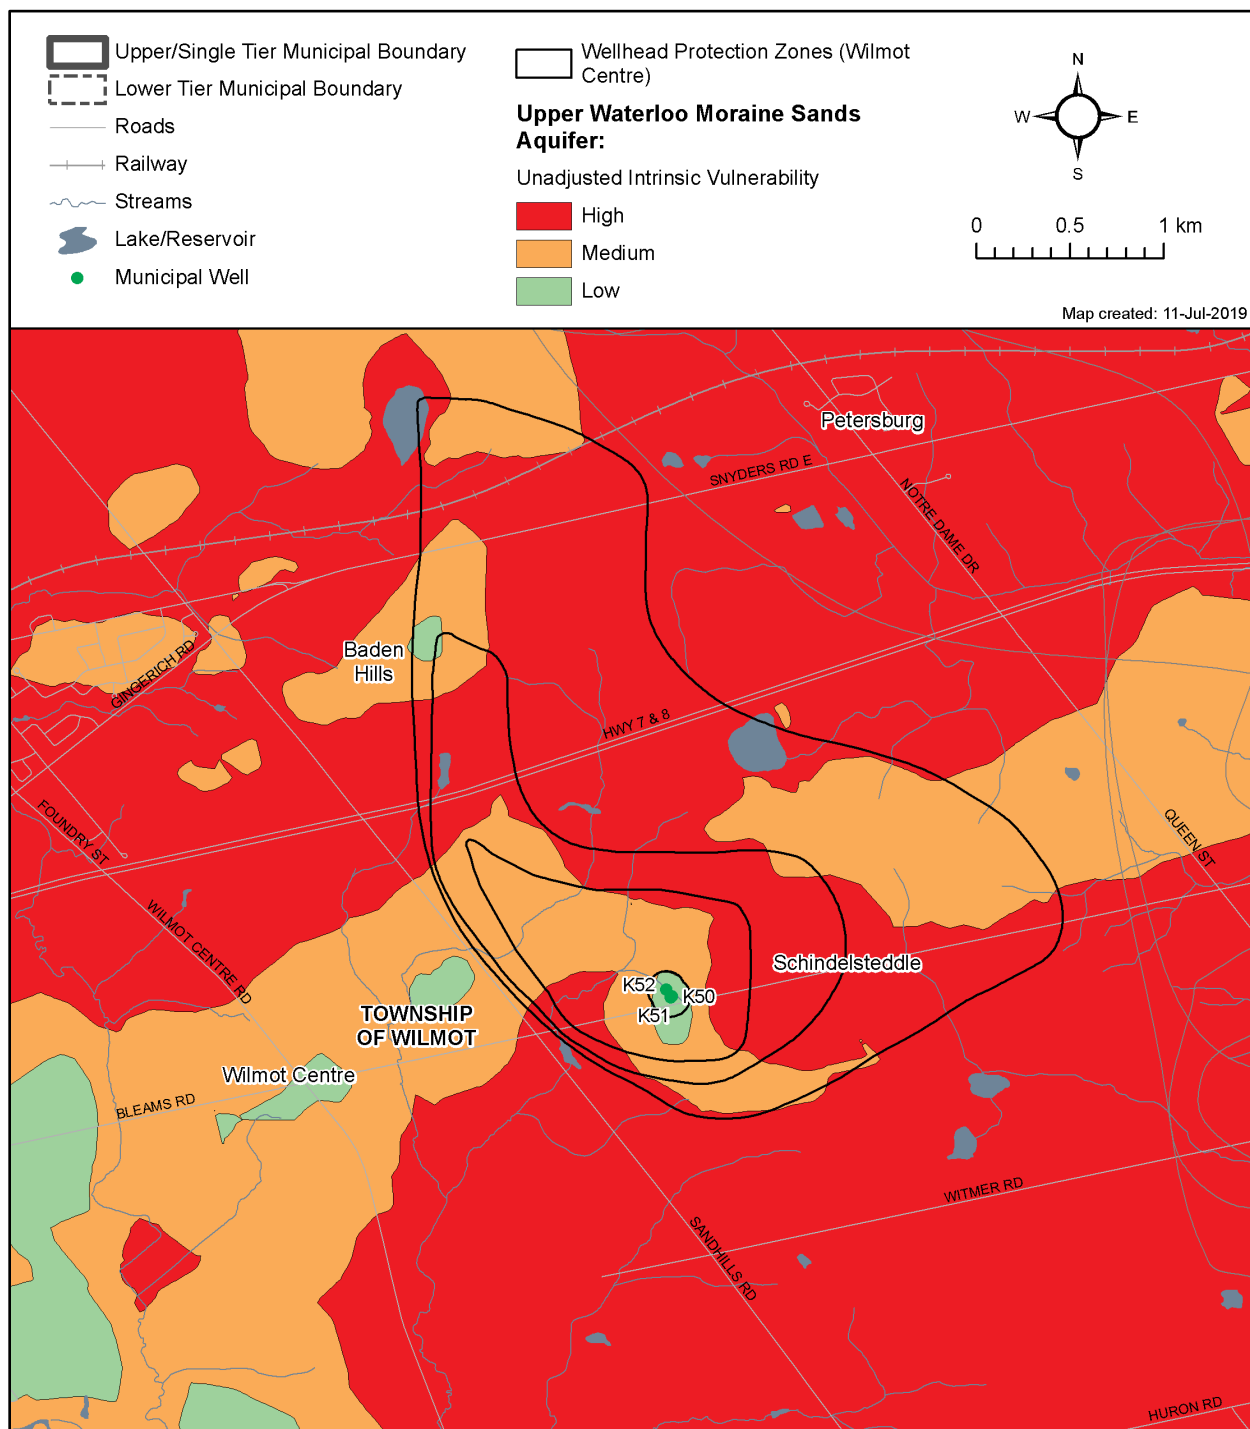 Upper/Single Tier Municipal Boundary
Lower Tier Municipal Boundary
Roads
Railway
Streams
Lake/Reservoir
Municipal Well
Wellhead Protection Zones (Wilmot
Centre)
Upper Waterloo Moraine Sands
Aquifer:
Unadjusted Intrinsic Vulnerability
High
Medium
Low
N
W
E
S
0 0.5 1 km
Map created: 11-Jul-2019
Petersburg
SNYDERS RD E
NOTRE DAME DR
Baden
Hills
GINGERICH RD
HWY 7 & 8
FOUNDRY ST
QUEEN ST
WILMOT CENTRE RD
Schindelsteddle
K52
K50
K51
TOWNSHIP
OF WILMOT
Wilmot Centre
BLEAMS RD
WITMER RD
SANDHILLS RD
HURON RD